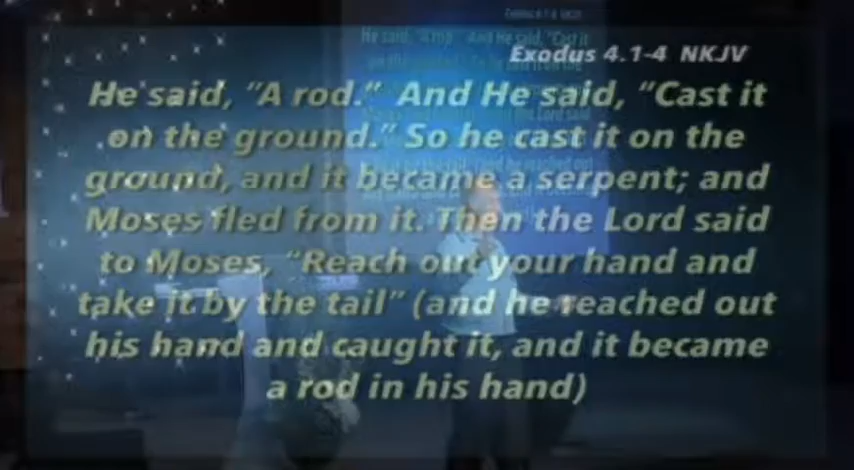 Exodus 4.1-4 NKJV
He said, "A rod." And He said, "Cast it
on the ground." So he cast it on the
ground, and it became a serpent; and
Moses fled from it. Then the Lord said
to Moses, "Reach out your hand and
take it by the tail" (and he reached out
his hand and caught it, and it became
a rod in his hand)